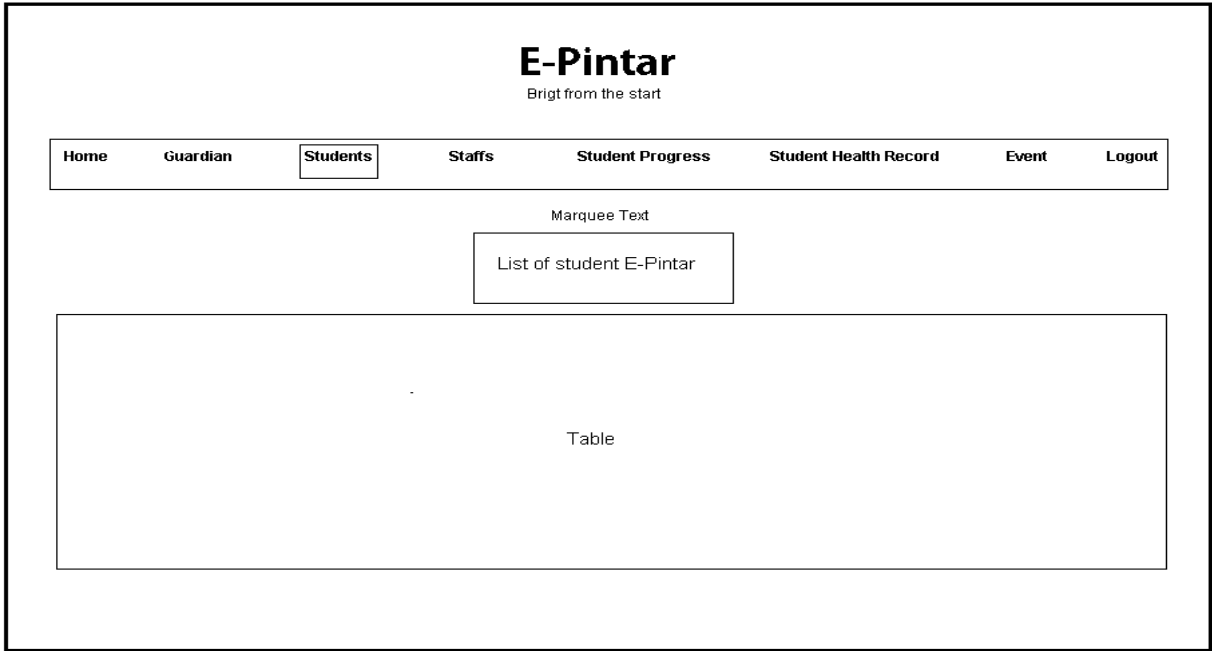 E-Pintar
Brigt from the start
Home Guardian Students Staffs Student Progress Student Health Record Event Logout
Marquee Text
List of student E-Pintar
Table